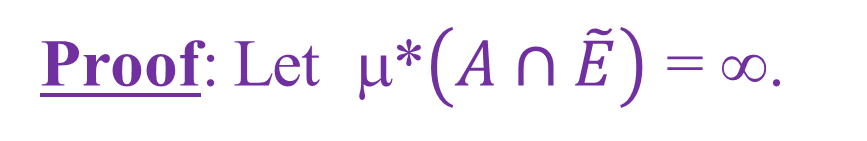 Proof: Let μ*(A ∩ Ẽ) = ∞.